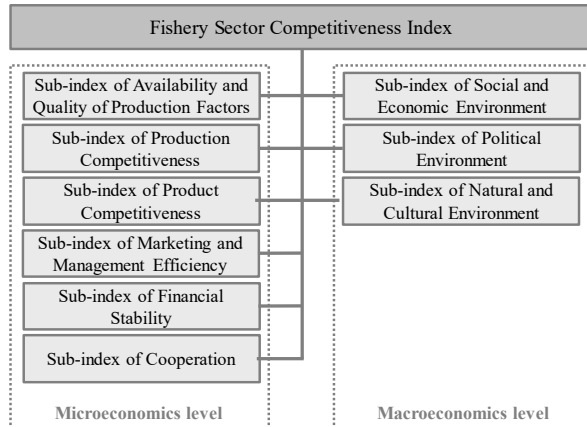 Fishery Sector Competitiveness Index
Sub-index of Availability and
Quality of Production Factors
Sub-index of Production
Competitiveness
Sub-index of Product
Competitiveness
Sub-index of Marketing and
Management Efficiency
Sub-index of Financial
Stability
Sub-index of Cooperation
Microeconomics level
Sub-index of Social and
Economic Environment
Sub-index of Political
Environment
Sub-index of Natural and
Cultural Environment
Macroeconomics level